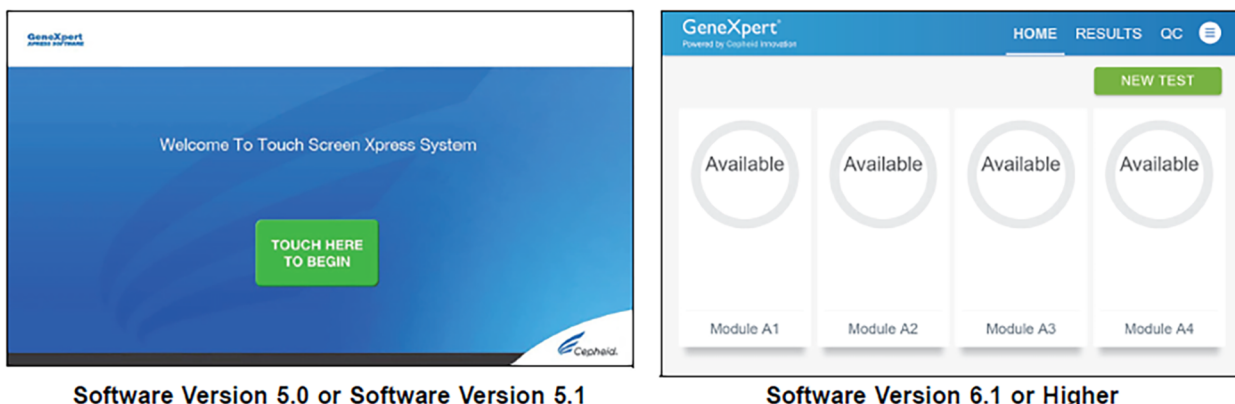 GeneXpert
XPRESS SOFTWARE
Welcome To Touch Screen Xpress System
TOUCH HERE
TO BEGIN
Cepheid.
Software Version 5.0 or Software Version 5.1
GeneXpert®
Powered by Cepheid Innovation
HOME RESULTS QC
NEW TEST
Available Available Available Available
Module A1 Module A2 Module A3 Module A4
Software Version 6.1 or Higher